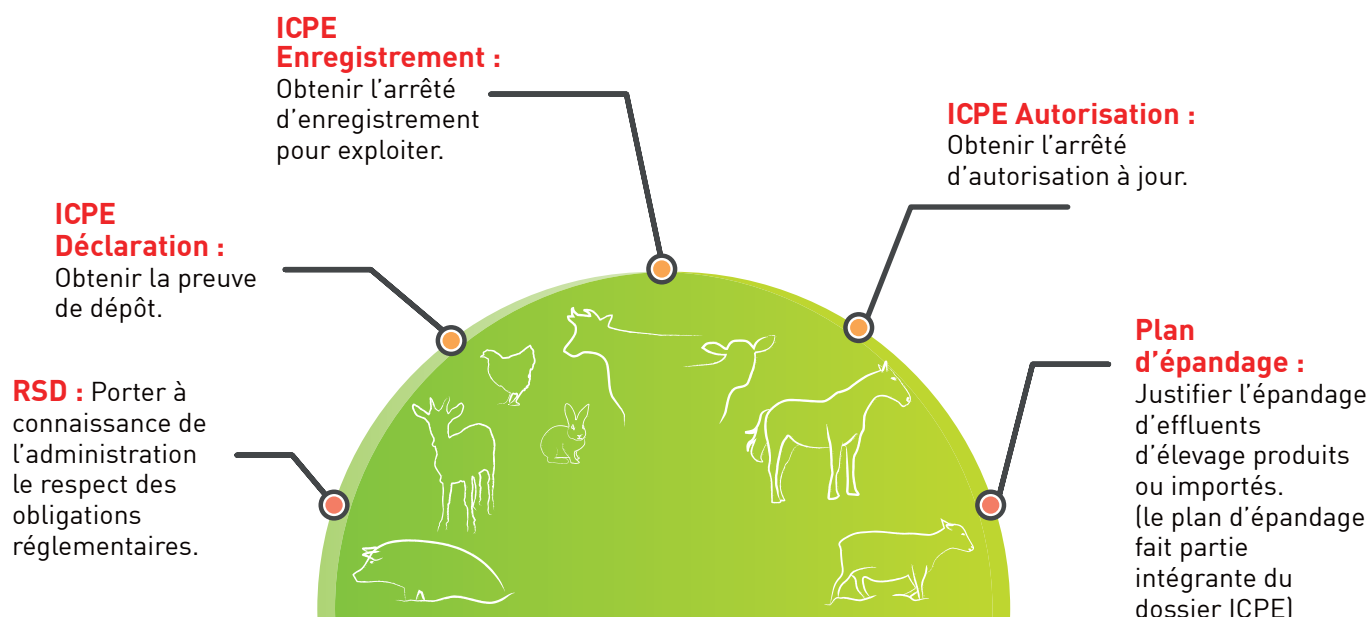 ICPE
Enregistrement :
Obtenir l’arrêté
d’enregistrement
pour exploiter.
ICPE Autorisation :
Obtenir l’arrêté
d’autorisation à jour.
ICPE
Déclaration :
Obtenir la preuve
de dépôt.
RSD : Porter à
connaissance de
l’administration
le respect des
obligations
réglementaires.
Plan
d’épandage :
Justifier l’épandage
d’effluents
d’élevage produits
ou importés.
(le plan d’épandage
fait partie
intégrante du
dossier ICPE)